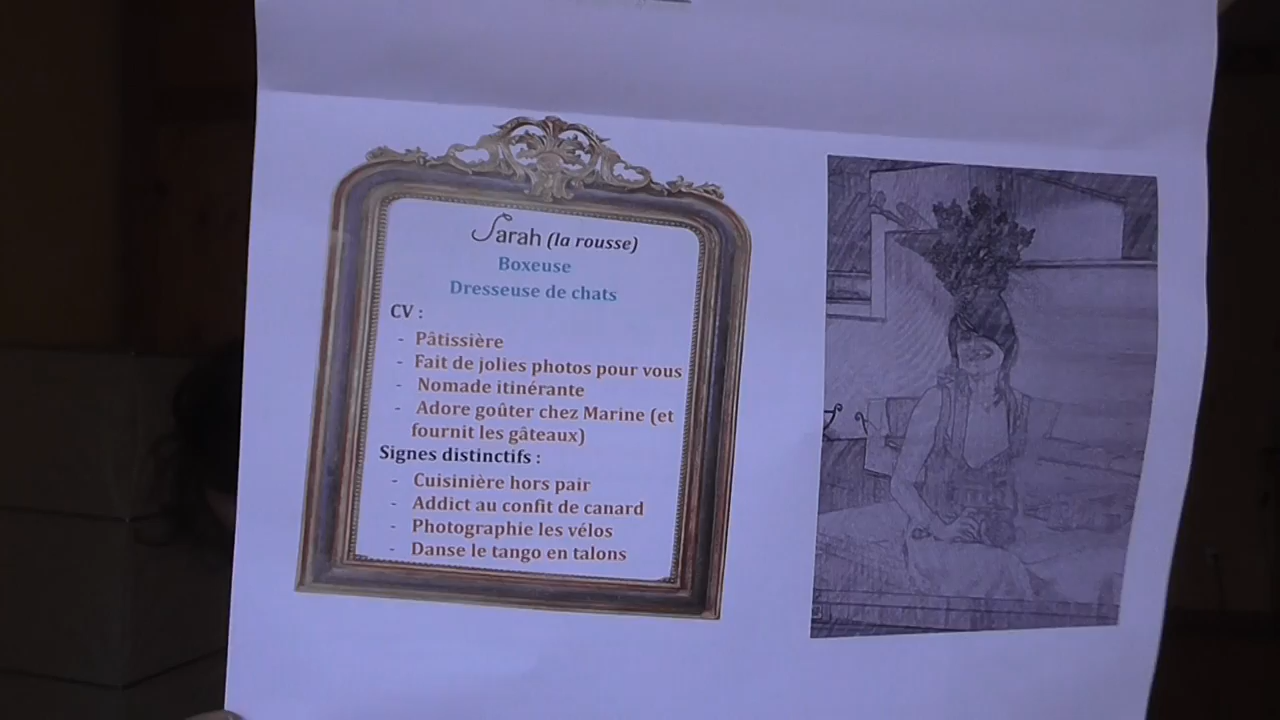 Sarah (la rousse)
Boxeuse
Dresseuse de chats
CV :
- Pâtissière
- Fait de jolies photos pour vous
- Nomade itinérante
- Adore goûter chez Marine (et
fournit les gâteaux)
Signes distinctifs :
- Cuisinière hors pair
- Addict au confit de canard
- Photographie les vélos
- Danse le tango en talons